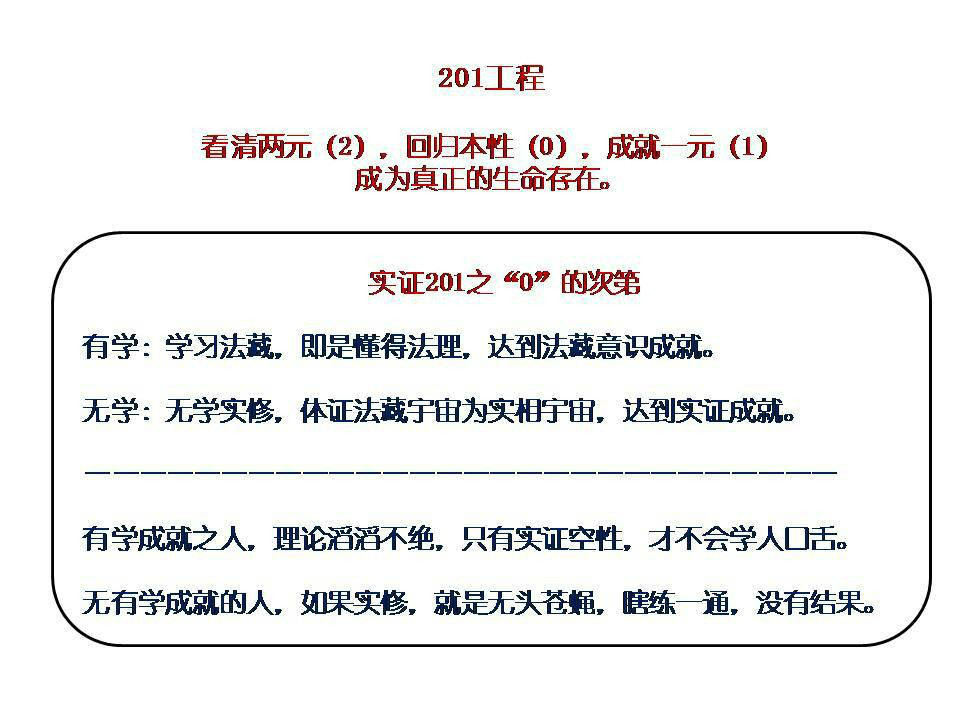 201工程
看清两元（2），回归本性（0），成就一元（1）
成为真正的生命存在。
实证201之“0”的次第
有学：学习法藏，即是懂得法理，达到法藏意识成就。
无学：无学实修，体证法藏宇宙为实相宇宙，达到实证成就。
————————————————————————————
有学成就之人，理论滔滔不绝，只有实证空性，才不会学人口舌。
无有学成就的人，如果实修，就是无头苍蝇，瞎练一通，没有结果。